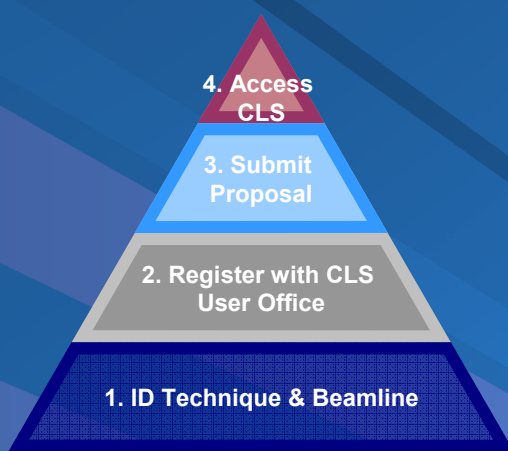 4. Access
CLS
3. Submit
Proposal
2. Register with CLS
User Office
1. ID Technique & Beamline